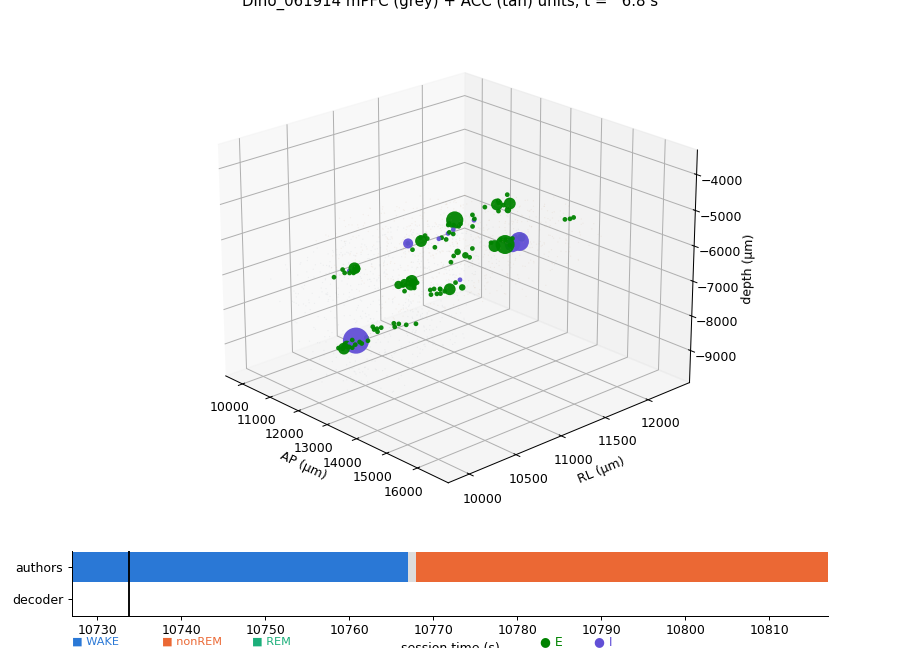 Dino_061914 mPFC (grey) + ACC (tan) units, t = 6.8 s
−4000
−5000
−6000
−7000
−8000
−9000
depth (μm)
10000
11000
12000
13000
14000
15000
16000
AP (μm)
10000
10500
11000
11500
12000
RL (μm)
authors
decoder
10730 10740 10750 10760 10770 10780 10790 10800 10810
session time (s)
WAKE nonREM REM E I